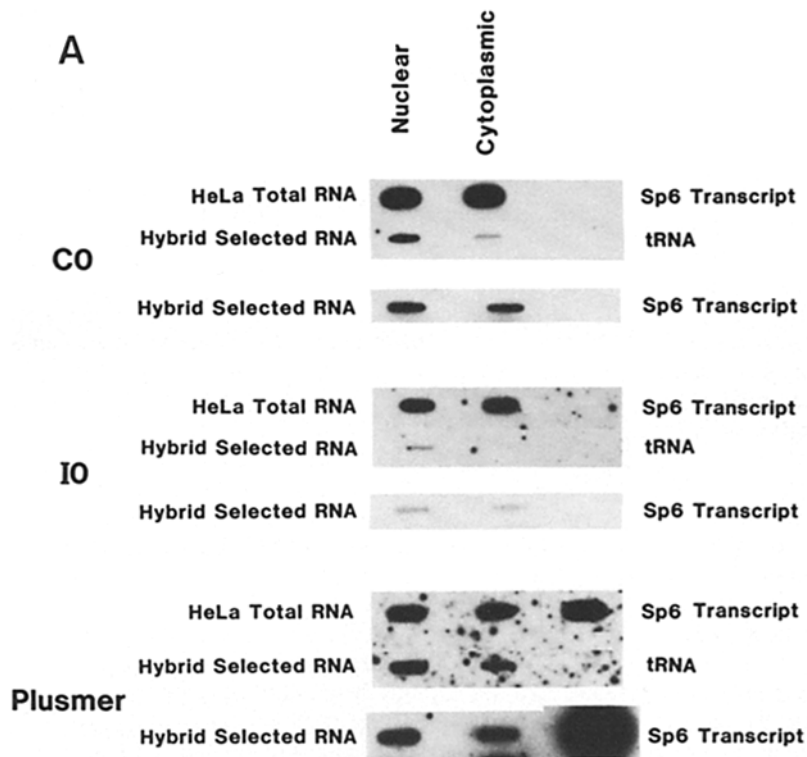 A
Nuclear
Cytoplasmic
HeLa Total RNA Sp6 Transcript
Hybrid Selected RNA tRNA
CO
Hybrid Selected RNA Sp6 Transcript
HeLa Total RNA Sp6 Transcript
Hybrid Selected RNA tRNA
IO
Hybrid Selected RNA Sp6 Transcript
HeLa Total RNA Sp6 Transcript
Hybrid Selected RNA tRNA
Plusmer
Hybrid Selected RNA Sp6 Transcript